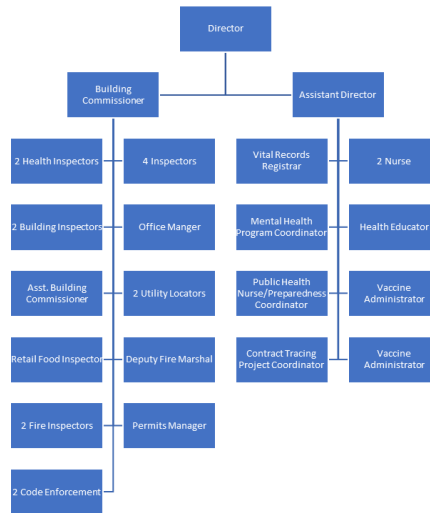 Director
Building
Commissioner
Assistant Director
2 Health Inspectors
4 Inspectors
Vital Records
Registrar
2 Nurse
2 Building Inspectors
Office Manger
Mental Health
Program Coordinator
Health Educator
Asst. Building
Commissioner
2 Utility Locators
Public Health
Nurse/Preparedness
Coordinator
Vaccine
Administrator
Retail Food Inspector
Deputy Fire Marshal
Contract Tracing
Project Coordinator
Vaccine
Administrator
2 Fire Inspectors
Permits Manager
2 Code Enforcement